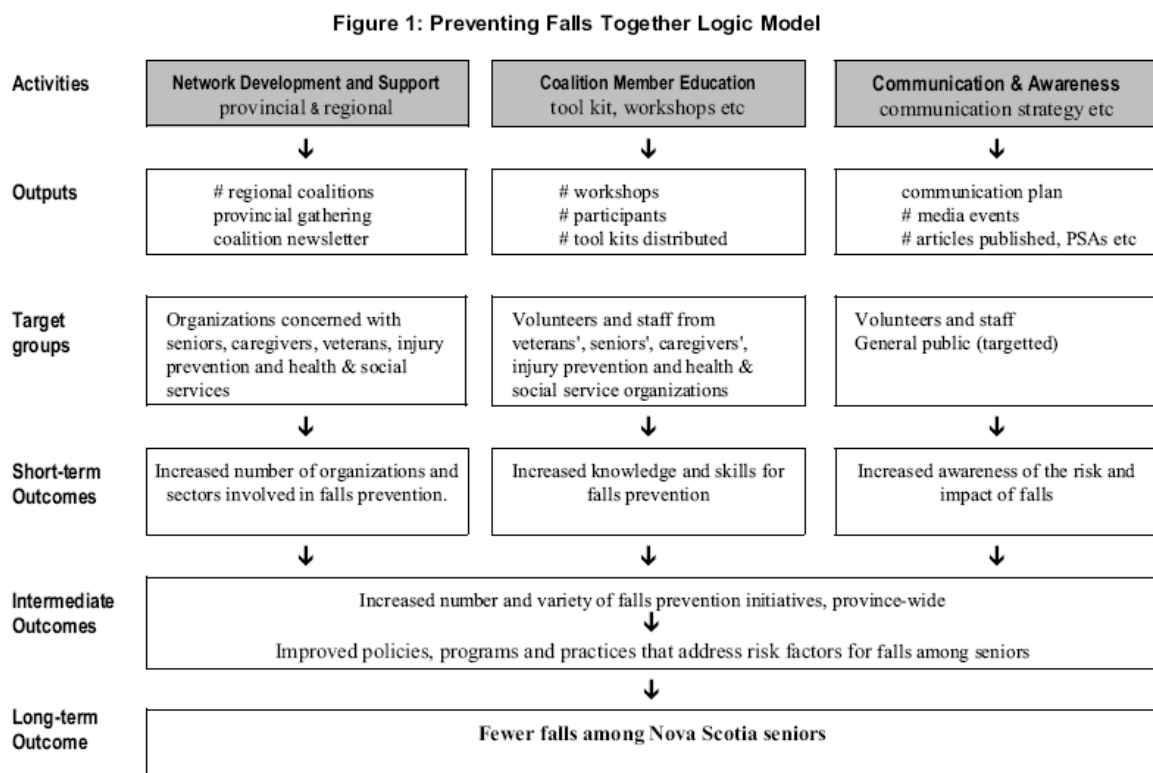 Figure 1: Preventing Falls Together Logic Model
Activities
Network Development and Support
provincial & regional
Coalition Member Education
tool kit, workshops etc
Communication & Awareness
communication strategy etc
Outputs
# regional coalitions
provincial gathering
coalition newsletter
# workshops
# participants
# tool kits distributed
communication plan
# media events
# articles published, PSAs etc
Target
groups
Organizations concerned with
seniors, caregivers, veterans, injury
prevention and health & social
services
Volunteers and staff from
veterans', seniors', caregivers',
injury prevention and health &
social service organizations
Volunteers and staff
General public (targetted)
Short-term
Outcomes
Increased number of organizations and
sectors involved in falls prevention.
Increased knowledge and skills for
falls prevention
Increased awareness of the risk and
impact of falls
Intermediate
Outcomes
Increased number and variety of falls prevention initiatives, province-wide
Improved policies, programs and practices that address risk factors for falls among seniors
Long-term
Outcome
Fewer falls among Nova Scotia seniors